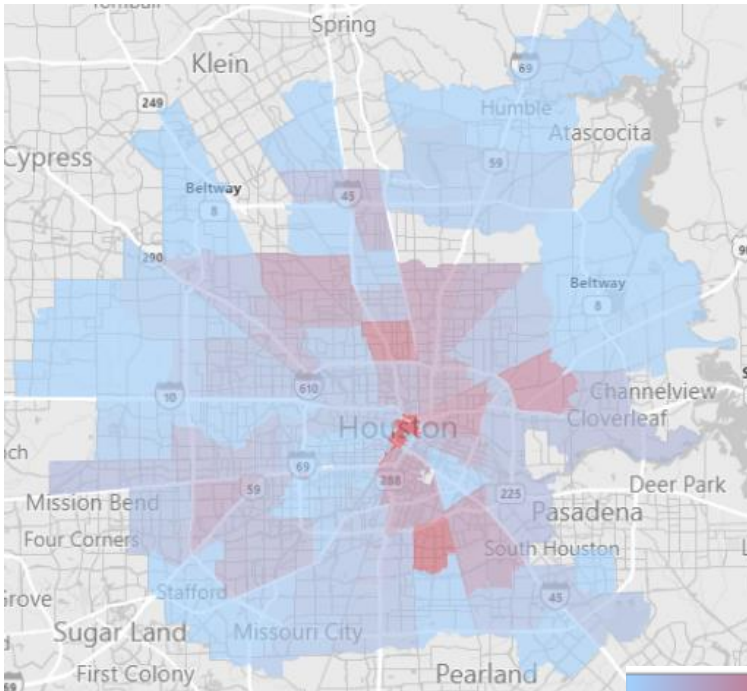 Spring
Klein
69
249
Humble
Atascocita
Cypress
59
Beltway
8
45
290
Beltway
8
610
10
Channelview
Houston
Cloverleaf
69
59
288
225
Deer Park
Mission Bend
Pasadena
Four Corners
South Houston
Stafford
45
Sugar Land
Missouri City
First Colony
Pearland
69